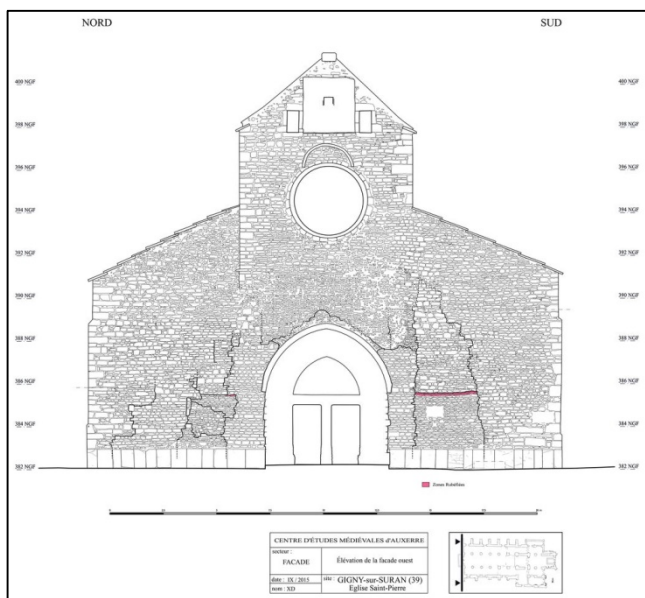 NORD SUD
400 NGF 400 NGF
398 NGF 398 NGF
396 NGF 396 NGF
394 NGF 394 NGF
392 NGF 392 NGF
390 NGF 390 NGF
388 NGF 388 NGF
386 NGF 386 NGF
384 NGF 384 NGF
382 NGF 382 NGF
Zones Rubéfiées
CENTRE D'ÉTUDES MÉDIÉVALES D'AUXERRE
secteur :
FACADE Élévation de la facade ouest
date : IX / 2015 site : GIGNY-sur-SURAN (39)
nom : XD Eglise Saint-Pierre